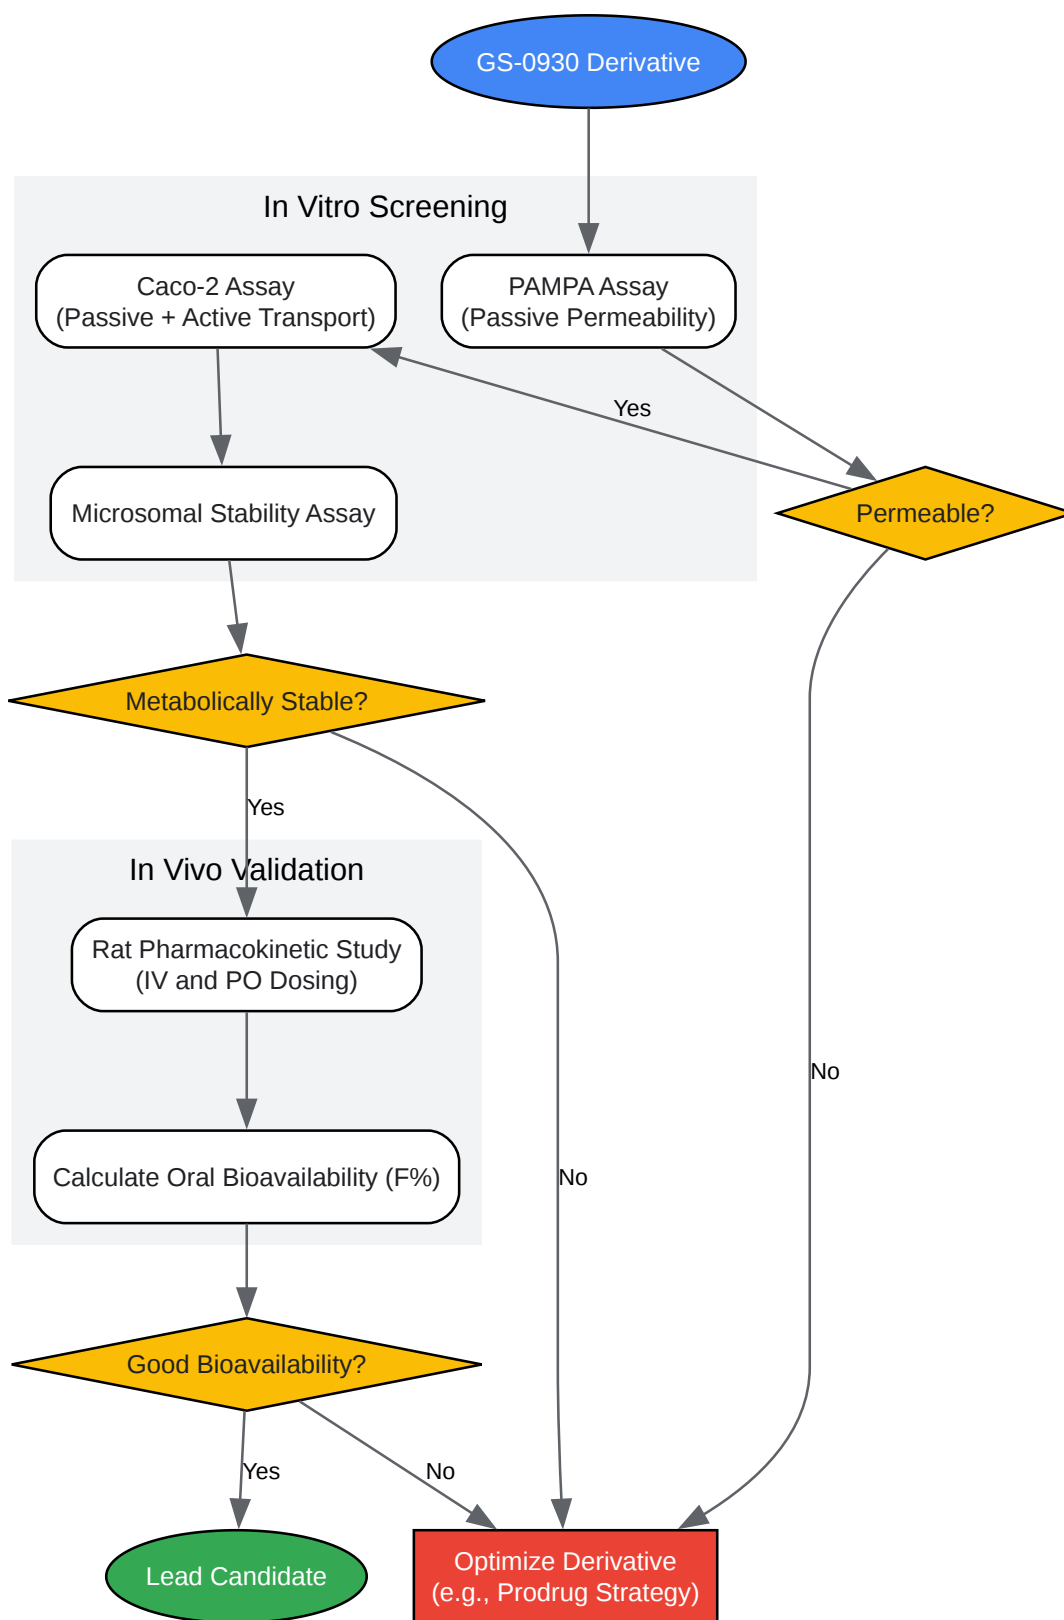 GS-0930 Derivative
In Vitro Screening
Caco-2 Assay
(Passive + Active Transport)
PAMPA Assay
(Passive Permeability)
Yes
Microsomal Stability Assay
Permeable?
Metabolically Stable?
Yes
In Vivo Validation
Rat Pharmacokinetic Study
(IV and PO Dosing)
No
Calculate Oral Bioavailability (F%)
No
Good Bioavailability?
Yes
No
Lead Candidate
Optimize Derivative
(e.g., Prodrug Strategy)